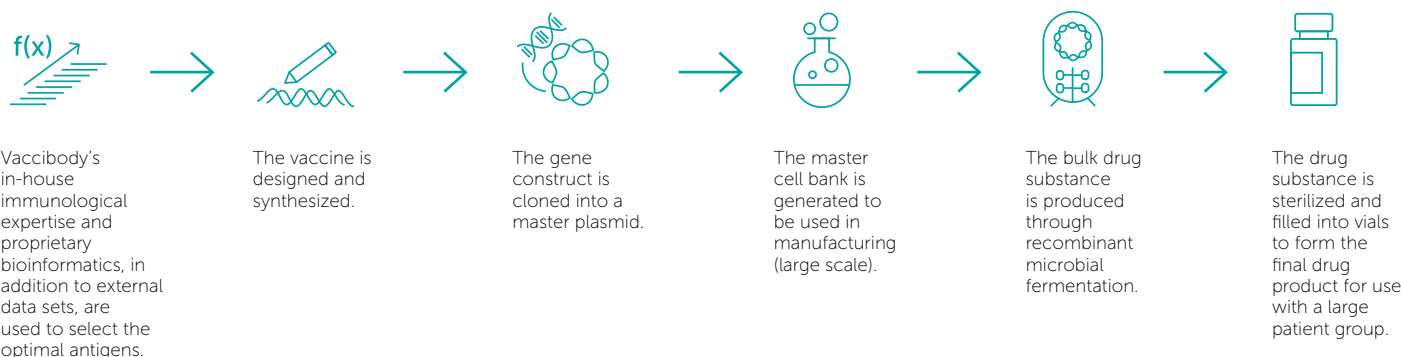 f(x)
Vaccibody’s
in-house
immunological
expertise and
proprietary
bioinformatics, in
addition to external
data sets, are
used to select the
optimal antigens.
The vaccine is
designed and
synthesized.
The gene
construct is
cloned into a
master plasmid.
The master
cell bank is
generated to
be used in
manufacturing
(large scale).
The bulk drug
substance
is produced
through
recombinant
microbial
fermentation.
The drug
substance is
sterilized and
filled into vials
to form the
final drug
product for use
with a large
patient group.